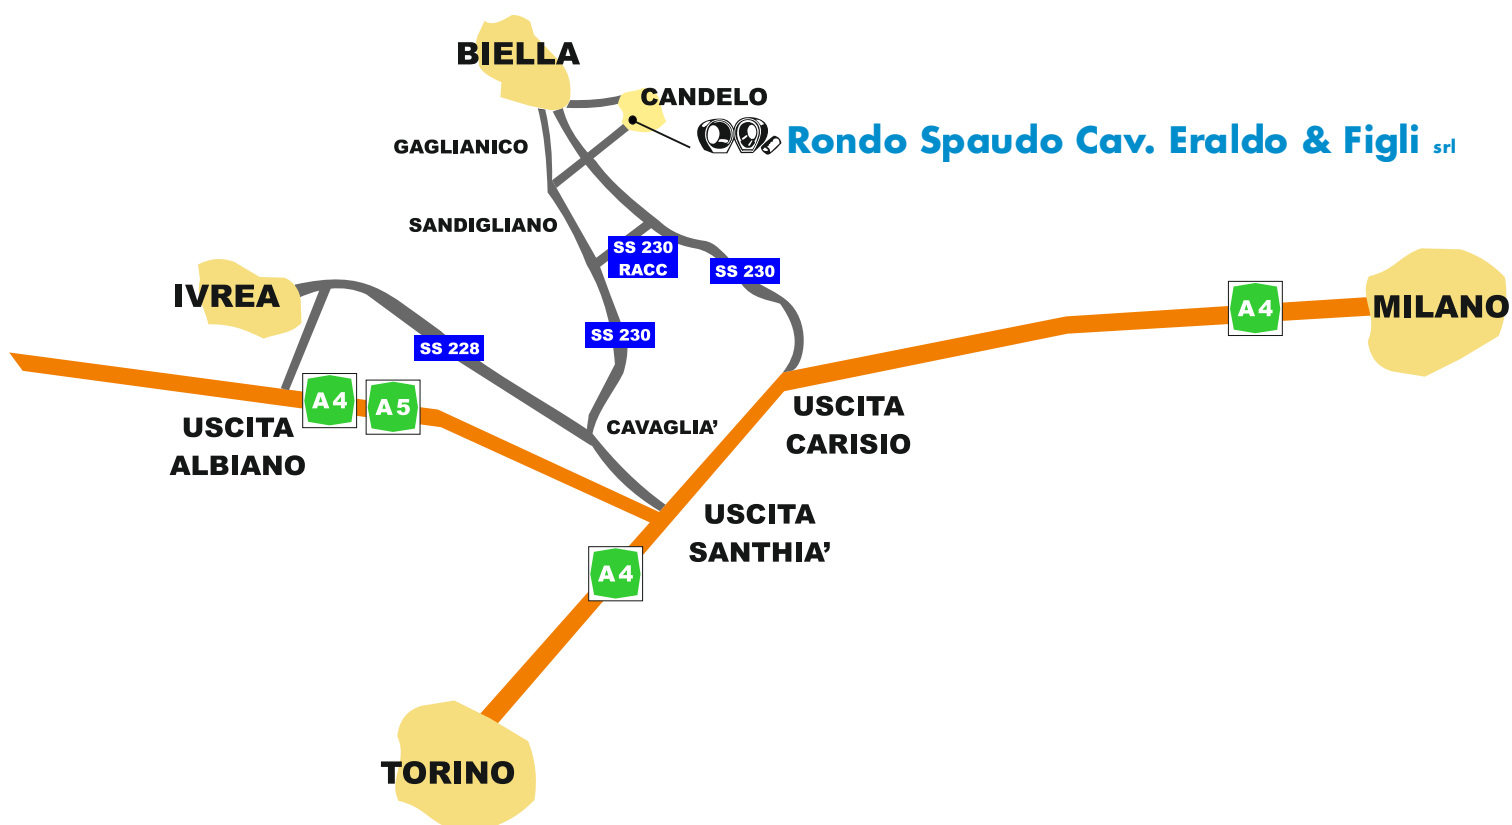 BIELLA
CANDELO
Rondo Spaudo Cav. Eraldo & Figli srl
GAGLIANICO
SANDIGLIANO
SS 230
RACC
SS 230
IVREA
MILANO
A4
SS 230
SS 228
A4
A5
USCITA
ALBIANO
CAVAGLIA’
USCITA
CARISIO
USCITA
SANTHIA’
A4
TORINO